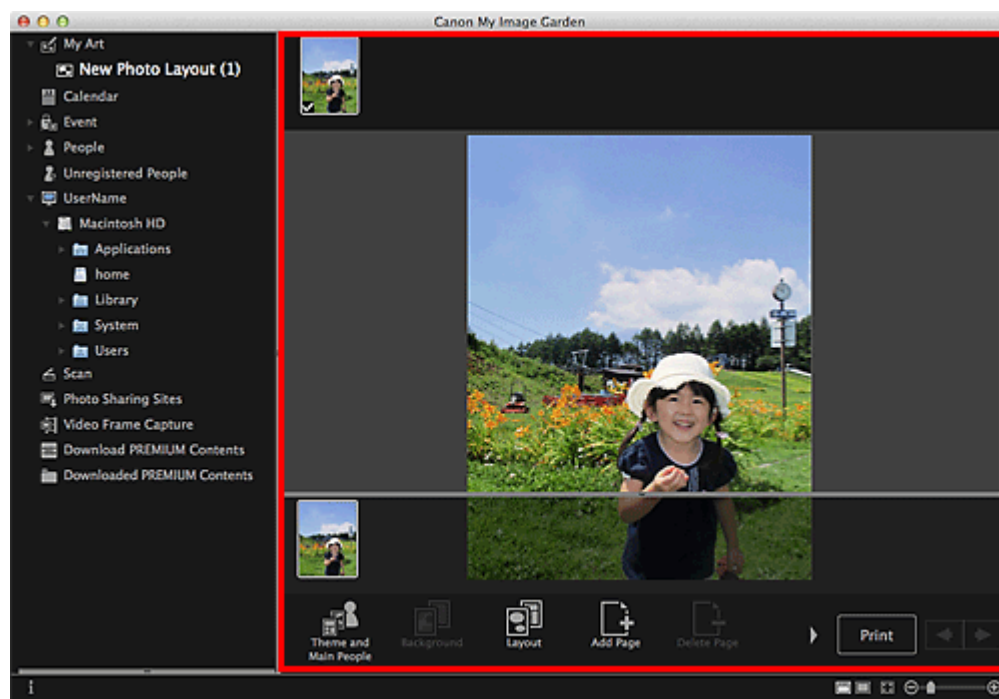 Canon My Image Garden
My Art
New Photo Layout (1)
Calendar
Event
People
Unregistered People
UserName
Macintosh HD
Applications
home
Library
System
Users
Scan
Photo Sharing Sites
Video Frame Capture
Download PREMIUM Contents
Downloaded PREMIUM Contents
Theme and
Main People
Background
Layout
Add Page
Delete Page
Print